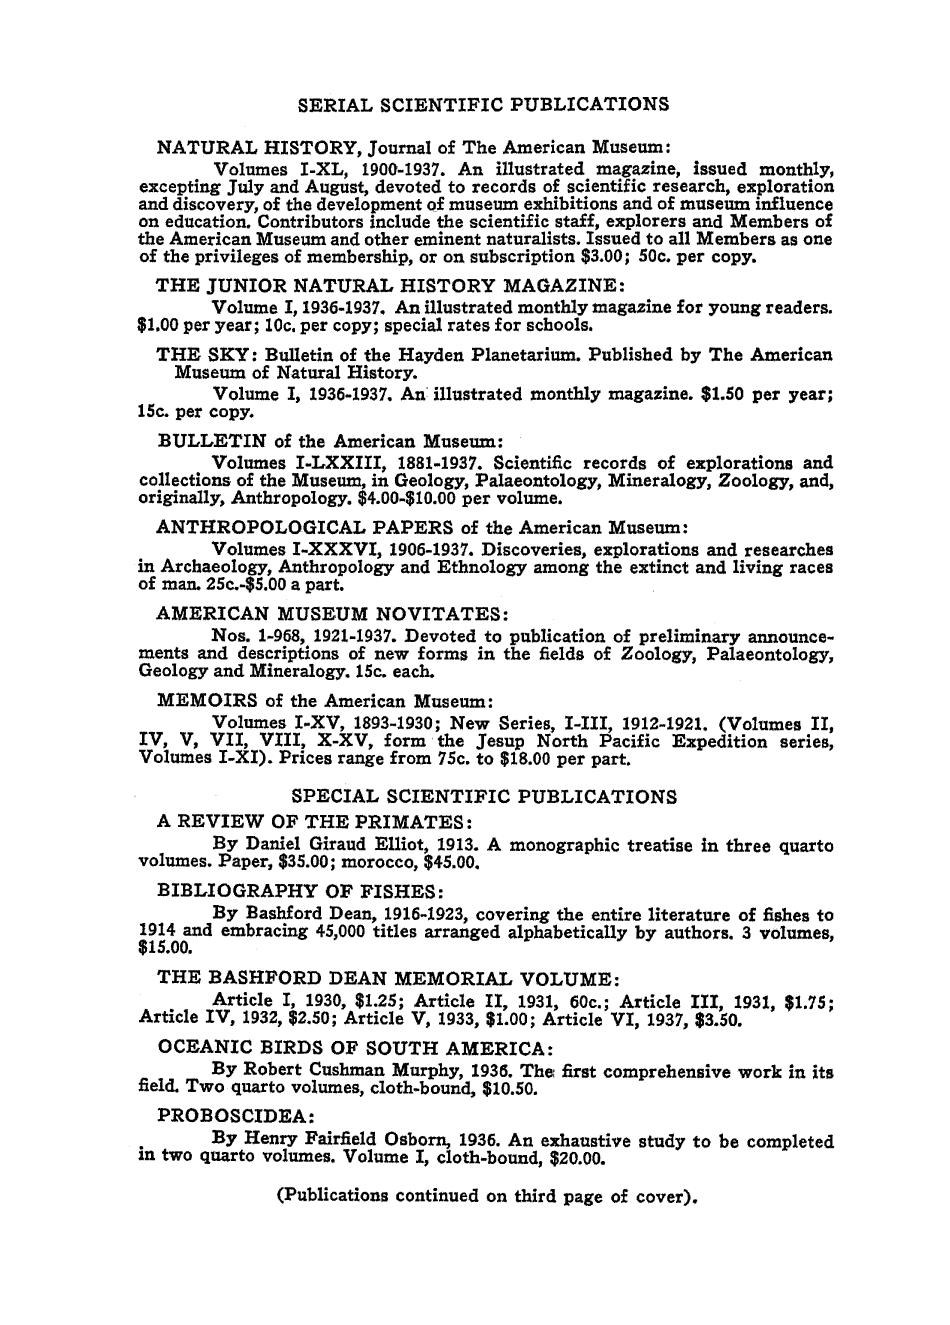 SERIAL SCIENTIFIC PUBLICATIONS
NATURAL HISTORY, Journal of The American Museum:
Volumes I-XL, 1900-1937. An illustrated magazine, issued monthly,
excepting July and August, devoted to records of scientific research, exploration
and discovery, of the development of museum exhibitions and of museum influence
on education. Contributors include the scientific staff, explorers and Members of
the American Museum and other eminent naturalists. Issued to all Members as one
of the privileges of membership, or on subscription $3.00; 50c. per copy.
THE JUNIOR NATURAL HISTORY MAGAZINE:
Volume I, 1936-1937. An illustrated monthly magazine for young readers.
$1.00 per year; 10c. per copy; special rates for schools.
THE SKY: Bulletin of the Hayden Planetarium. Published by The American
Museum of Natural History.
Volume I, 1936-1937. An illustrated monthly magazine. $1.50 per year;
15c. per copy.
BULLETIN of the American Museum:
Volumes I-LXXIII, 1881-1937. Scientific records of explorations and
collections of the Museum, in Geology, Palaeontology, Mineralogy, Zoology, and,
originally, Anthropology. $4.00-$10.00 per volume.
ANTHROPOLOGICAL PAPERS of the American Museum:
Volumes I-XXXVI, 1906-1937. Discoveries, explorations and researches
in Archaeology, Anthropology and Ethnology among the extinct and living races
of man. 25c.-$5.00 a part.
AMERICAN MUSEUM NOVITATES:
Nos. 1-968, 1921-1937. Devoted to publication of preliminary announce-
ments and descriptions of new forms in the fields of Zoology, Palaeontology,
Geology and Mineralogy. 15c. each.
MEMOIRS of the American Museum:
Volumes I-XV, 1893-1930; New Series, I-III, 1912-1921. (Volumes II,
IV, V, VII, VIII, X-XV, form the Jesup North Pacific Expedition series,
Volumes I-XI). Prices range from 75c. to $18.00 per part.
SPECIAL SCIENTIFIC PUBLICATIONS
A REVIEW OF THE PRIMATES:
By Daniel Giraud Elliot, 1913. A monographic treatise in three quarto
volumes. Paper, $35.00; morocco, $45.00.
BIBLIOGRAPHY OF FISHES:
By Bashford Dean, 1916-1923, covering the entire literature of fishes to
1914 and embracing 45,000 titles arranged alphabetically by authors. 3 volumes,
$15.00.
THE BASHFORD DEAN MEMORIAL VOLUME:
Article I, 1930, $1.25; Article II, 1931, 60c.; Article III, 1931, $1.75;
Article IV, 1932, $2.50; Article V, 1933, $1.00; Article VI, 1937, $3.50.
OCEANIC BIRDS OF SOUTH AMERICA:
By Robert Cushman Murphy, 1936. The first comprehensive work in its
field. Two quarto volumes, cloth-bound, $10.50.
PROBOSCIDEA:
By Henry Fairfield Osborn, 1936. An exhaustive study to be completed
in two quarto volumes. Volume I, cloth-bound, $20.00.
(Publications continued on third page of cover).